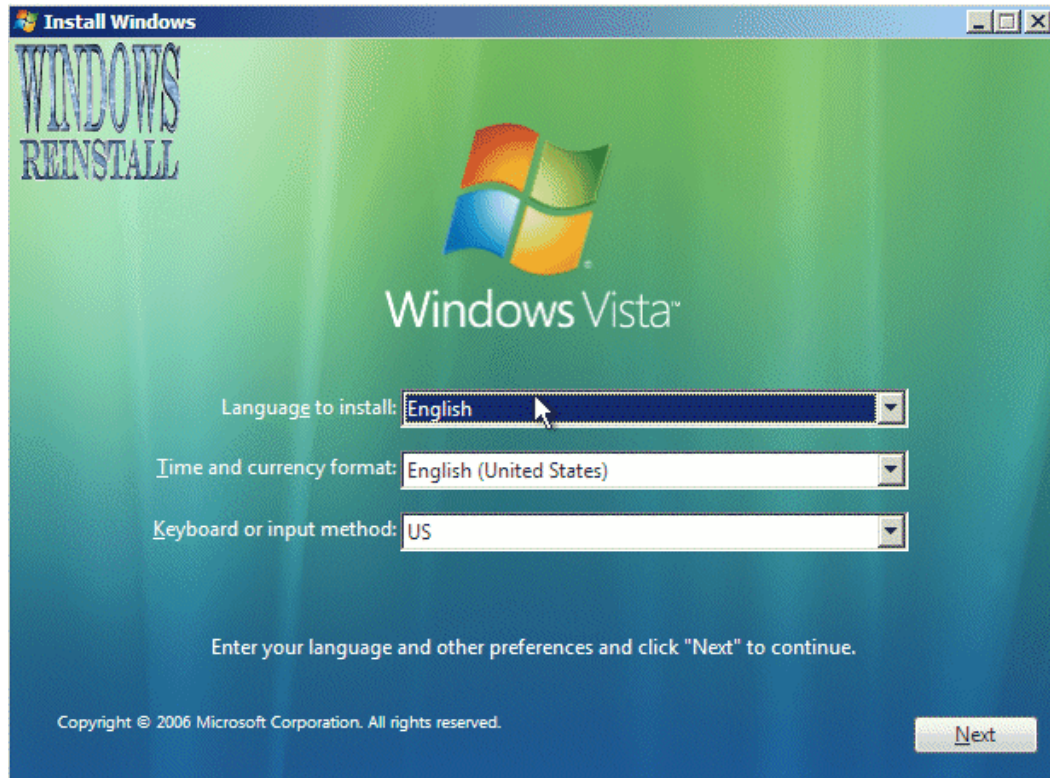 Install Windows
WINDOWS
REINSTALL
Windows Vista™
Language to install: English
Time and currency format: English (United States)
Keyboard or input method: US
Enter your language and other preferences and click "Next" to continue.
Copyright © 2006 Microsoft Corporation. All rights reserved.
Next